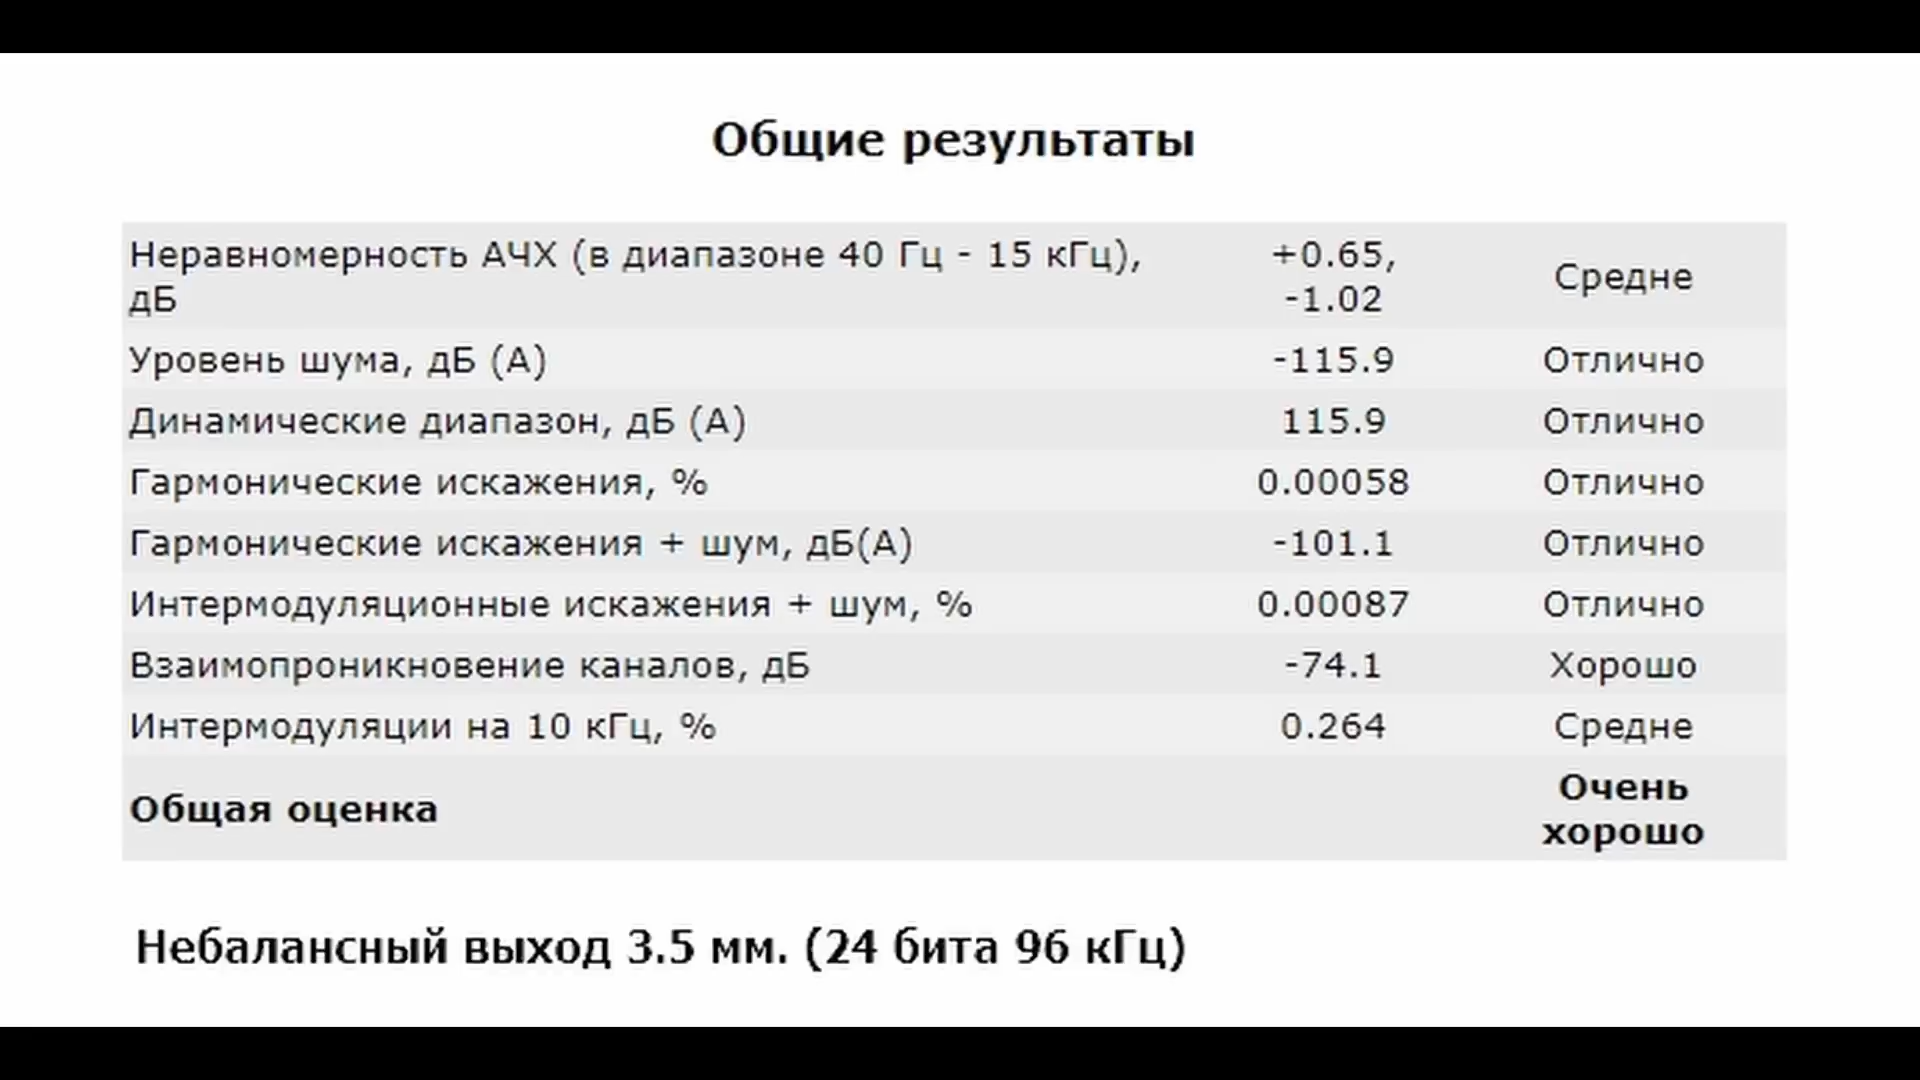 Общие результаты
Неравномерность АЧХ (в диапазоне 40 Гц - 15 кГц), +0.65,
дБ -1.02 Средне
Уровень шума, дБ (А) -115.9 Отлично
Динамические диапазон, дБ (А) 115.9 Отлично
Гармонические искажения, % 0.00058 Отлично
Гармонические искажения + шум, дБ(А) -101.1 Отлично
Интермодуляционные искажения + шум, % 0.00087 Отлично
Взаимопроникновение каналов, дБ -74.1 Хорошо
Интермодуляции на 10 кГц, % 0.264 Средне
Общая оценка Очень
хорошо
Небалансный выход 3.5 мм. (24 бита 96 кГц)